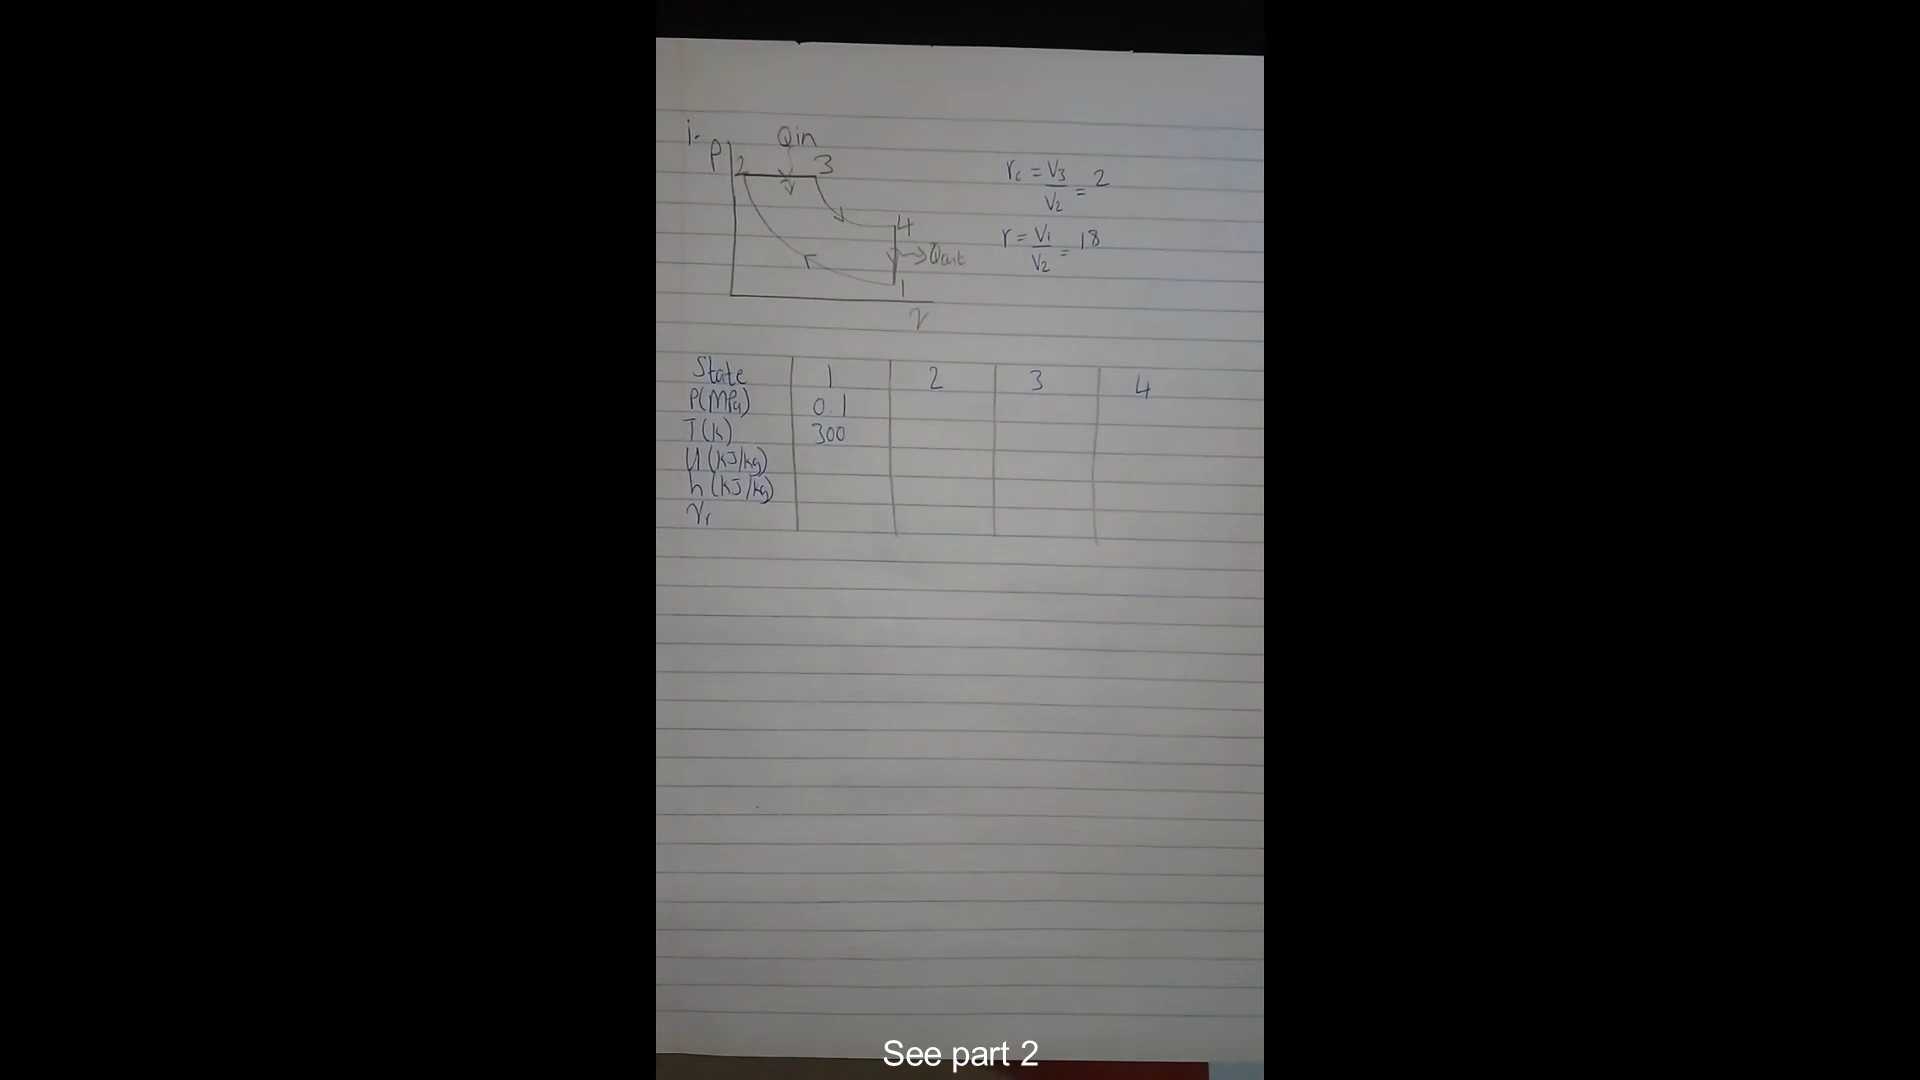 i.
Qin
P 2 3
4
→Qout
1
v
rc = V3/V2 = 2
r = V1/V2 = 18
State 1 2 3 4
P(MPa) 0.1
T(K) 300
U(kJ/kg)
h(kJ/kg)
Vr
See part 2